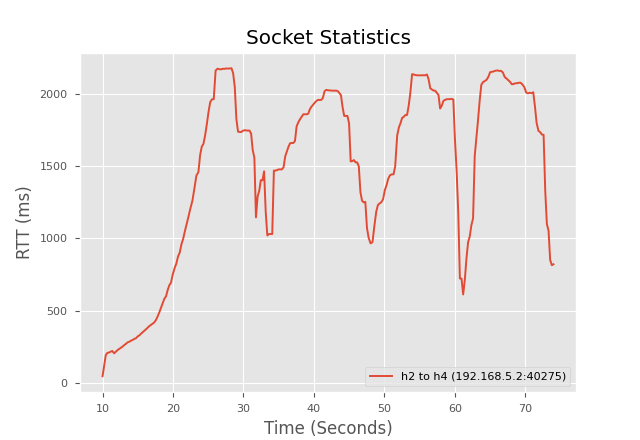 Socket Statistics
RTT (ms)
2000
1500
1000
500
0
h2 to h4 (192.168.5.2:40275)
10 20 30 40 50 60 70
Time (Seconds)